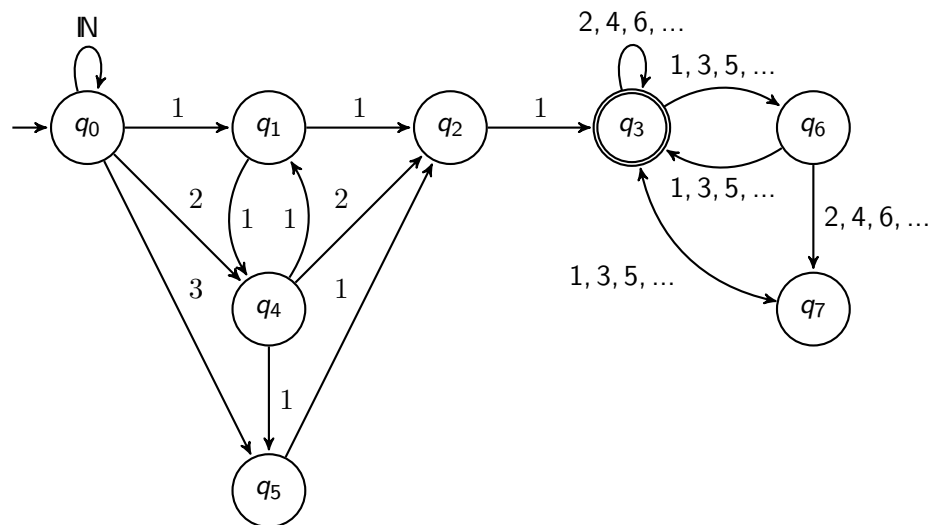 ℕ
2, 4, 6, ...
1, 3, 5, ...
q0
1
q1
1
q2
1
q3
q6
1, 3, 5, ...
2
1
1
2
2, 4, 6, ...
3
q4
1
1, 3, 5, ...
q7
1
q5